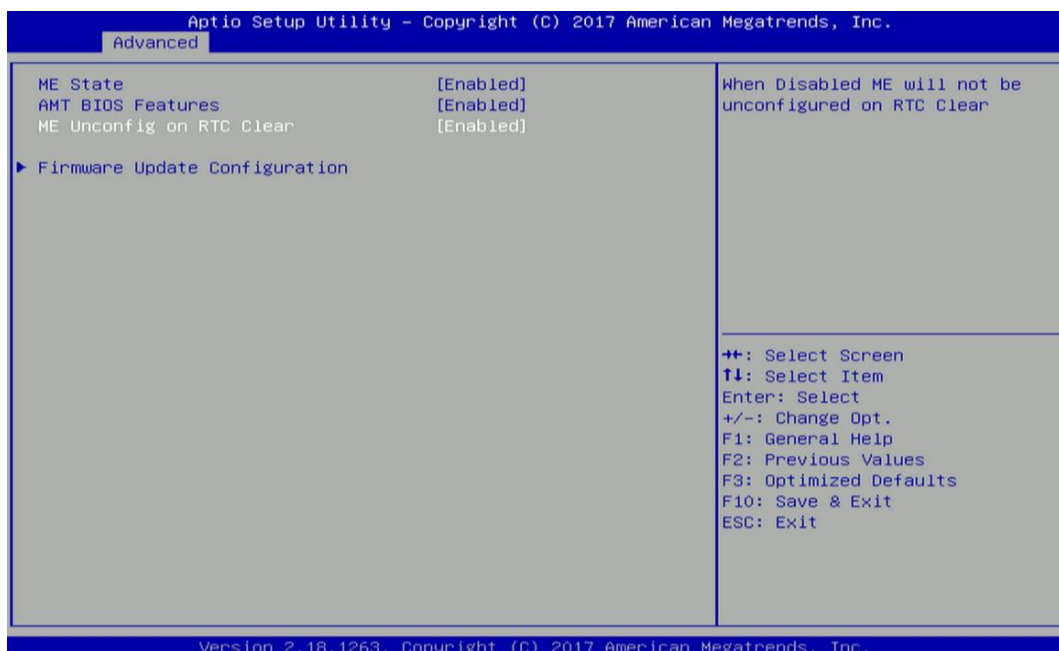 Aptio Setup Utility – Copyright (C) 2017 American Megatrends, Inc.
Advanced
ME State [Enabled]
AMT BIOS Features [Enabled]
ME Unconfig on RTC Clear [Enabled]
▶ Firmware Update Configuration
When Disabled ME will not be
unconfigured on RTC Clear
→←: Select Screen
↑↓: Select Item
Enter: Select
+/-: Change Opt.
F1: General Help
F2: Previous Values
F3: Optimized Defaults
F10: Save & Exit
ESC: Exit
Version 2.18.1263. Copyright (C) 2017 American Megatrends, Inc.